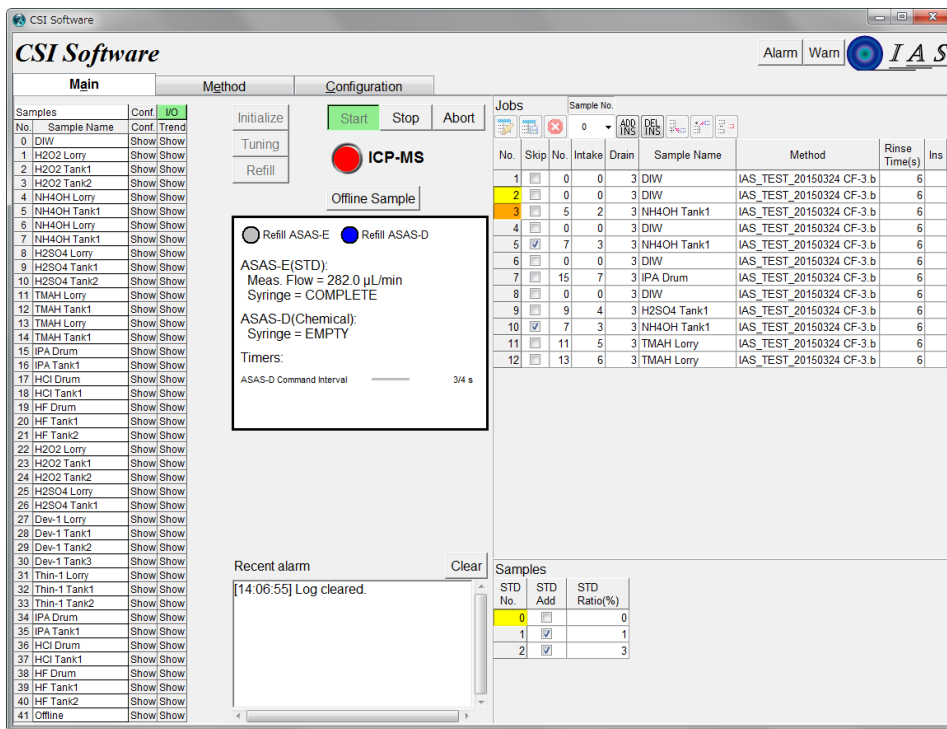 CSI Software
CSI Software
Alarm Warn IAS
Main Method Configuration
Samples Conf. I/O
No. Sample Name Conf. Trend
0 DIW Show Show
1 H2O2 Lorry Show Show
2 H2O2 Tank1 Show Show
3 H2O2 Tank2 Show Show
4 NH4OH Lorry Show Show
5 NH4OH Tank1 Show Show
6 NH4OH Lorry Show Show
7 NH4OH Tank1 Show Show
8 H2SO4 Lorry Show Show
9 H2SO4 Tank1 Show Show
10 H2SO4 Tank2 Show Show
11 TMAH Lorry Show Show
12 TMAH Tank1 Show Show
13 TMAH Lorry Show Show
14 TMAH Tank1 Show Show
15 IPA Drum Show Show
16 IPA Tank1 Show Show
17 HCl Drum Show Show
18 HCl Tank1 Show Show
19 HF Drum Show Show
20 HF Tank1 Show Show
21 HF Tank2 Show Show
22 H2O2 Lorry Show Show
23 H2O2 Tank1 Show Show
24 H2O2 Tank2 Show Show
25 H2SO4 Lorry Show Show
26 H2SO4 Tank1 Show Show
27 Dev-1 Lorry Show Show
28 Dev-1 Tank1 Show Show
29 Dev-1 Tank2 Show Show
30 Dev-1 Tank3 Show Show
31 Thin-1 Lorry Show Show
32 Thin-1 Tank1 Show Show
33 Thin-1 Tank2 Show Show
34 IPA Drum Show Show
35 IPA Tank1 Show Show
36 HCl Drum Show Show
37 HCl Tank1 Show Show
38 HF Drum Show Show
39 HF Tank1 Show Show
40 HF Tank2 Show Show
41 Offline Show Show
Initialize Start Stop Abort
Tuning
ICP-MS
Refill
Offline Sample
Refill ASAS-E Refill ASAS-D
ASAS-E(STD):
Meas. Flow = 282.0 µL/min
Syringe = COMPLETE
ASAS-D(Chemical):
Syringe = EMPTY
Timers:
ASAS-D Command Interval 3/4 s
Recent alarm Clear
[14:06:55] Log cleared.
Jobs Sample No.
0 ADD INS DEL INS
No. Skip No. Intake Drain Sample Name Method Rinse Time(s) Ins
1 0 0 3 DIW IAS_TEST_20150324 CF-3.b 6
2 0 0 3 DIW IAS_TEST_20150324 CF-3.b 6
3 5 2 3 NH4OH Tank1 IAS_TEST_20150324 CF-3.b 6
4 0 0 3 DIW IAS_TEST_20150324 CF-3.b 6
5 7 3 3 NH4OH Tank1 IAS_TEST_20150324 CF-3.b 6
6 0 0 3 DIW IAS_TEST_20150324 CF-3.b 6
7 15 7 3 IPA Drum IAS_TEST_20150324 CF-3.b 6
8 0 0 3 DIW IAS_TEST_20150324 CF-3.b 6
9 9 4 3 H2SO4 Tank1 IAS_TEST_20150324 CF-3.b 6
10 7 3 3 NH4OH Tank1 IAS_TEST_20150324 CF-3.b 6
11 11 5 3 TMAH Lorry IAS_TEST_20150324 CF-3.b 6
12 13 6 3 TMAH Lorry IAS_TEST_20150324 CF-3.b 6
Samples
STD No. STD Add STD Ratio(%)
0 0
1 1
2 3